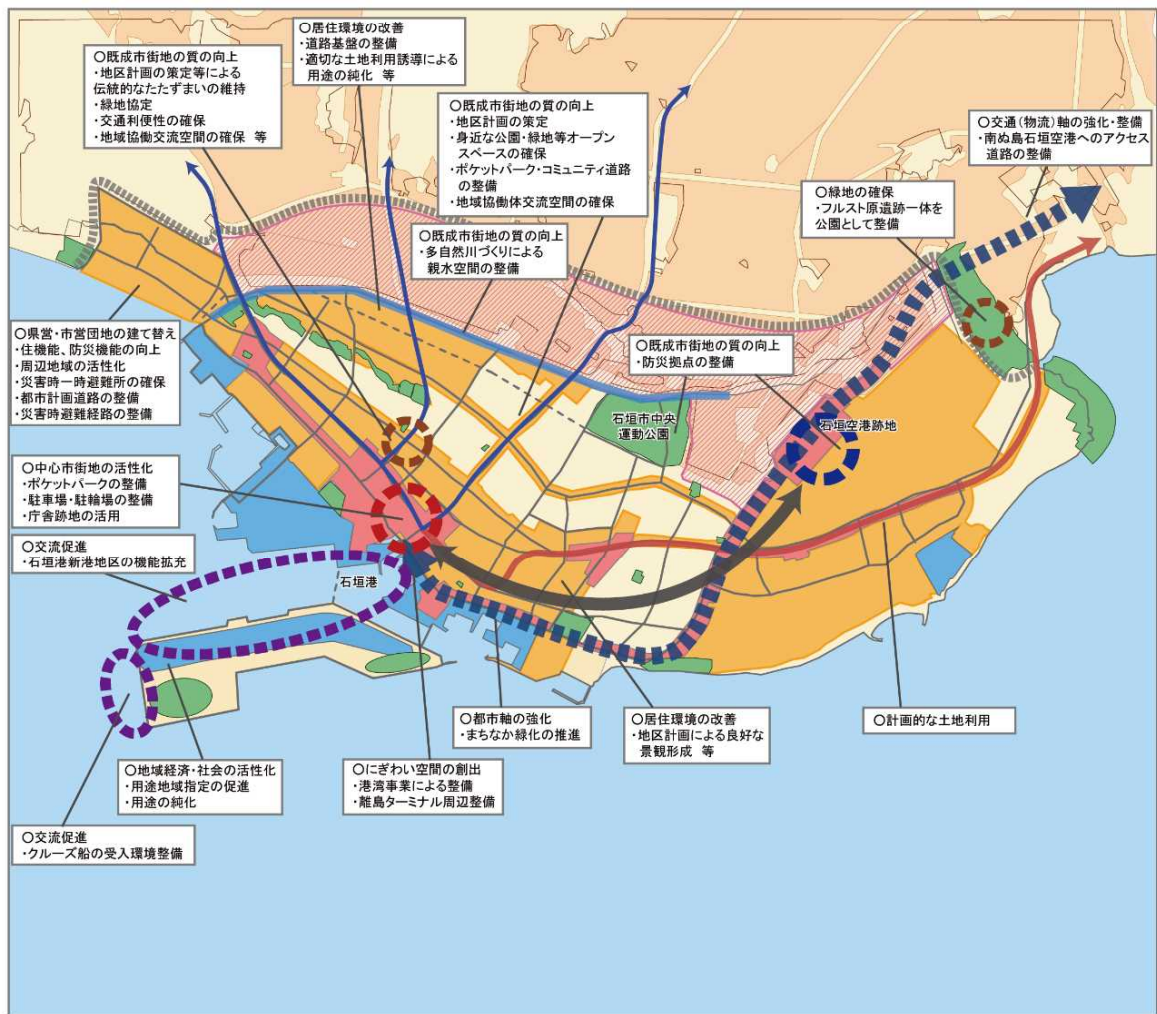 ○居住環境の改善
・道路基盤の整備
・適切な土地利用誘導による
用途の純化 等
○既成市街地の質の向上
・地区計画の策定等による
伝統的なたたずまいの維持
・緑地協定
・交通利便性の確保
・地域協働交流空間の確保 等
○既成市街地の質の向上
・地区計画の策定
・身近な公園・緑地等オープン
スペースの確保
・ポケットパーク・コミュニティ道路
の整備
・地域協働体交流空間の確保
○交通(物流)軸の強化・整備
・南ぬ島石垣空港へのアクセス
道路の整備
○緑地の確保
・フルスト原遺跡一体を
公園として整備
○既成市街地の質の向上
・多自然川づくりによる
親水空間の整備
○県営・市営団地の建て替え
・住機能、防災機能の向上
・周辺地域の活性化
・災害時一時避難所の確保
・都市計画道路の整備
・災害時避難経路の整備
○既成市街地の質の向上
・防災拠点の整備
石垣市中央
運動公園
石垣空港跡地
○中心市街地の活性化
・ポケットパークの整備
・駐車場・駐輪場の整備
・庁舎跡地の活用
○交流促進
・石垣港新港地区の機能拡充
石垣港
○都市軸の強化
・まちなか緑化の推進
○居住環境の改善
・地区計画による良好な
景観形成 等
○計画的な土地利用
○地域経済・社会の活性化
・用途地域指定の促進
・用途の純化
○にぎわい空間の創出
・港湾事業による整備
・離島ターミナル周辺整備
○交流促進
・クルーズ船の受入環境整備